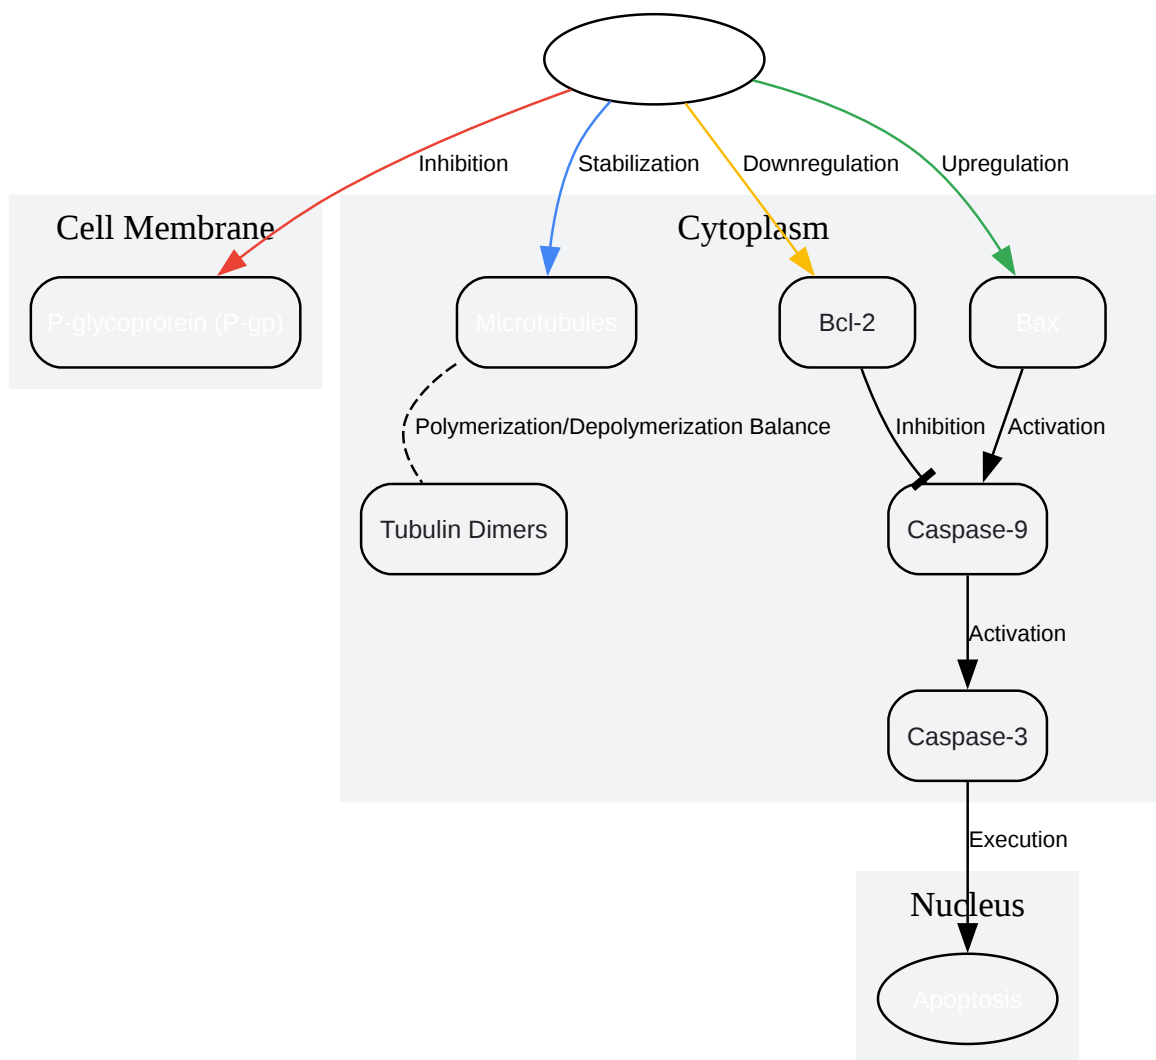 Inhibition
Stabilization
Downregulation
Upregulation
Cell Membrane
Cytoplasm
P-glycoprotein (P-gp)
Microtubules
Bcl-2
Bax
Polymerization/Depolymerization Balance
Inhibition
Activation
Tubulin Dimers
Caspase-9
Activation
Caspase-3
Execution
Nucleus
Apoptosis